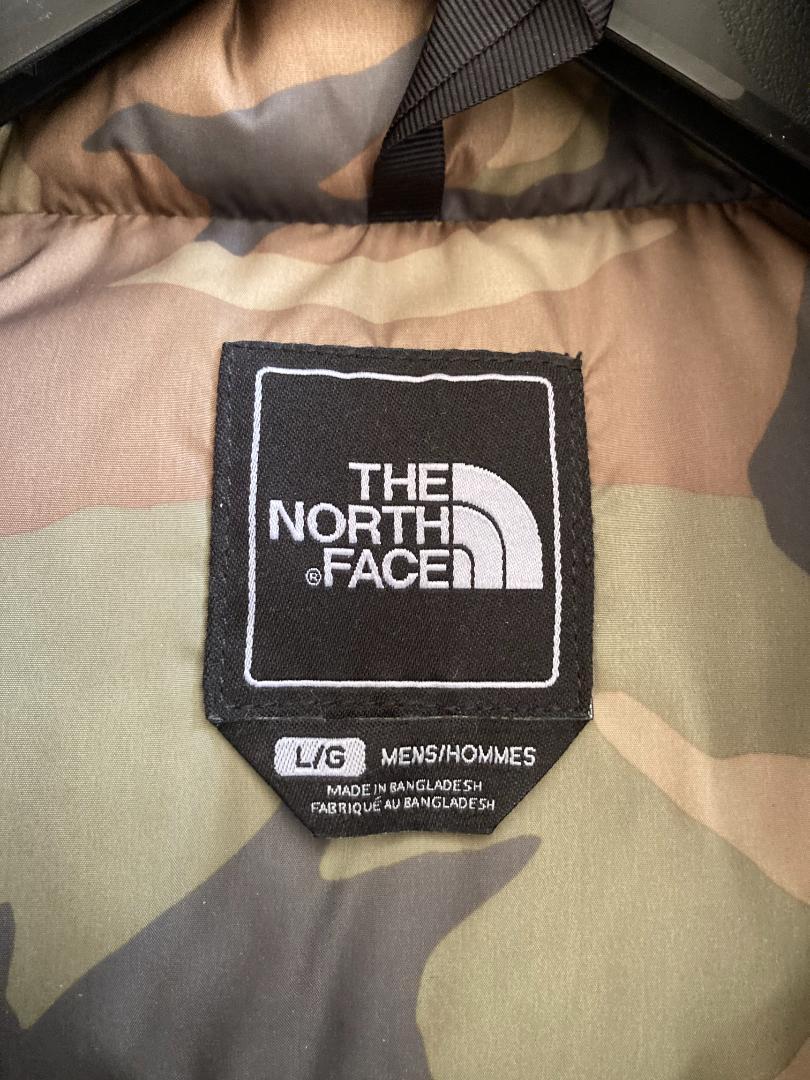 THE
NORTH
®FACE
L/G MENS/HOMMES
MADE IN BANGLADESH
FABRIQUÉ AU BANGLADESH